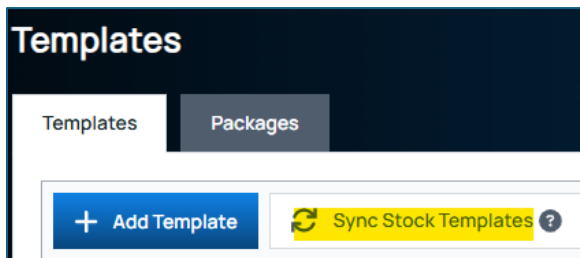 Templates
Templates Packages
+ Add Template Sync Stock Templates ?